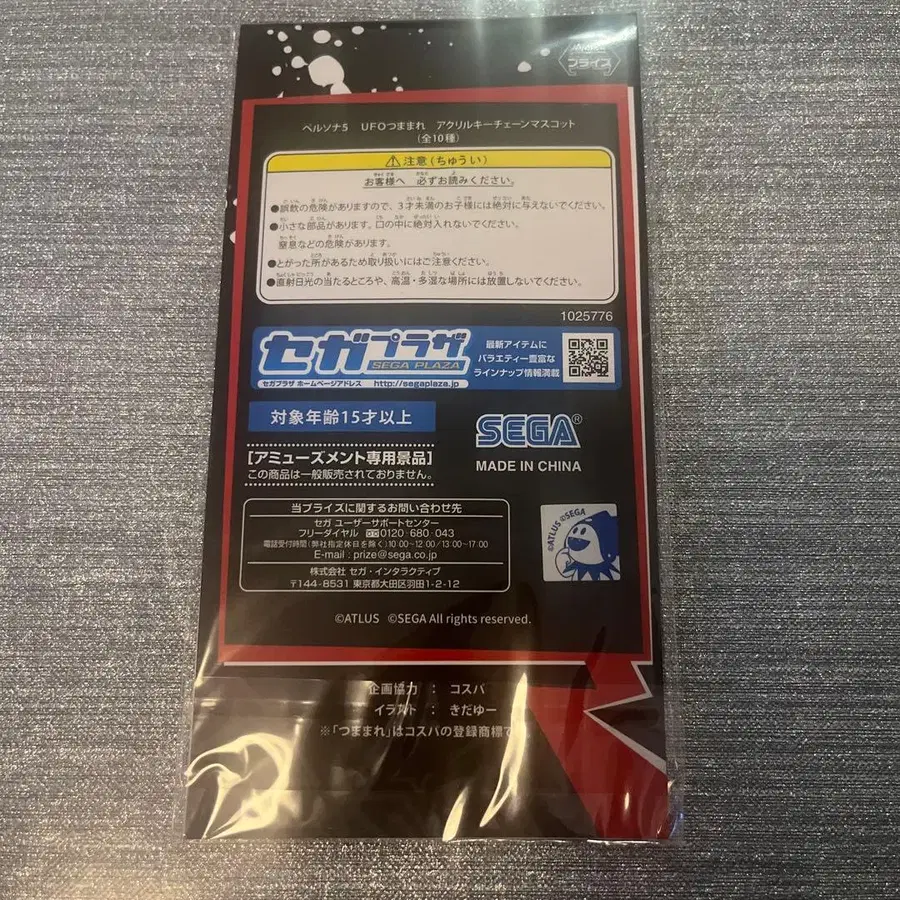 プライズ
ペルソナ5 UFOつままれ アクリルキーチェーンマスコット
(全10種)
⚠注意(ちゅうい)
お客様へ 必ずお読みください。
●誤飲の危険がありますので、3才未満のお子様には絶対に与えないでください。
●小さな部品があります。口の中に絶対入れないでください。
窒息などの危険があります。
●とがった所があるため取り扱いにはご注意ください。
●直射日光の当たるところや、高温・多湿な場所には放置しないでください。
1025776
セガプラザ
SEGA PLAZA
セガプラザ ホームページアドレス http://segaplaza.jp
最新アイテムに
バラエティー豊富な
ラインナップ情報満載
対象年齢15才以上
SEGA®
MADE IN CHINA
[アミューズメント専用景品]
この商品は一般販売されておりません。
当プライズに関するお問い合わせ先
セガ ユーザーサポートセンター
フリーダイヤル 0120-680-043
電話受付時間(弊社指定休日を除く)10:00~12:00/13:00~17:00
E-mail : prize@sega.co.jp
株式会社 セガ・インタラクティブ
〒144-8531 東京都大田区羽田1-2-12
©ATLUS ©SEGA
©ATLUS ©SEGA All rights reserved.
企画協力 : コスパ
イラスト : きだゆー
※「つままれ」はコスパの登録商標で